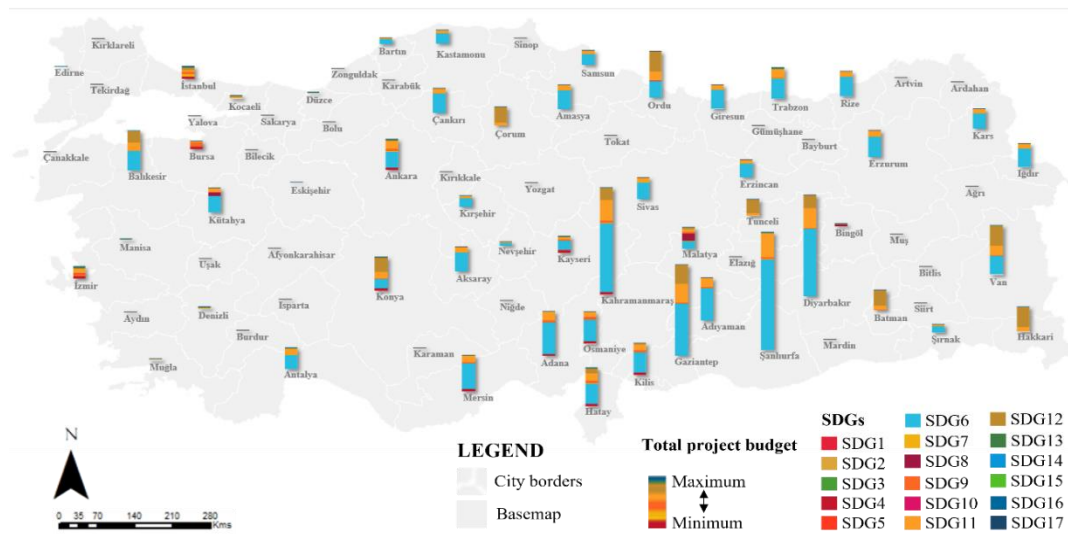 Kırklareli
Edirne
Tekirdağ
İstanbul
Kocaeli
Yalova
Sakarya
Düzce
Bolu
Zonguldak
Karabük
Bartın
Kastamonu
Sinop
Samsun
Ordu
Giresun
Trabzon
Rize
Artvin
Ardahan
Çankırı
Çorum
Amasya
Tokat
Gümüşhane
Bayburt
Erzurum
Kars
Iğdır
Çanakkale
Balıkesir
Bursa
Bilecik
Eskişehir
Ankara
Kırıkkale
Yozgat
Sivas
Erzincan
Ağrı
Kütahya
Kırşehir
Tunceli
Bingöl
Muş
Manisa
Uşak
Afyonkarahisar
Aksaray
Nevşehir
Kayseri
Malatya
Elazığ
Bitlis
Van
İzmir
Konya
Kahramanmaraş
Diyarbakır
Batman
Siirt
Aydın
Denizli
Isparta
Niğde
Adıyaman
Şırnak
Hakkari
Burdur
Muğla
Antalya
Karaman
Mersin
Adana
Osmaniye
Kilis
Gaziantep
Şanlıurfa
Mardin
Hatay
N
0 35 70 140 210 280
Kms
LEGEND
City borders
Basemap
Total project budget
Maximum
Minimum
SDGs
SDG1
SDG2
SDG3
SDG4
SDG5
SDG6
SDG7
SDG8
SDG9
SDG10
SDG11
SDG12
SDG13
SDG14
SDG15
SDG16
SDG17